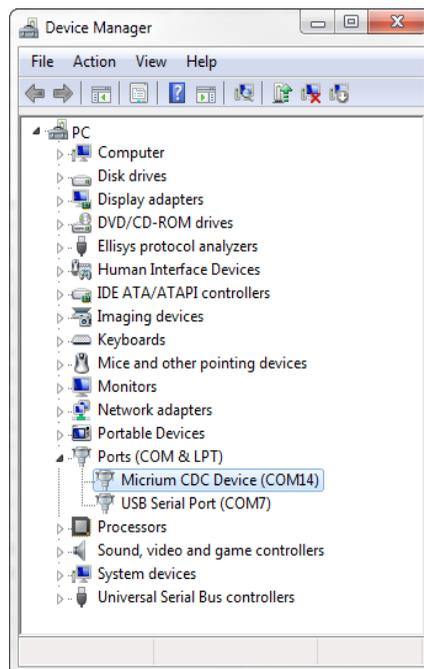 Device Manager
File Action View Help
PC
Computer
Disk drives
Display adapters
DVD/CD-ROM drives
Ellisys protocol analyzers
Human Interface Devices
IDE ATA/ATAPI controllers
Imaging devices
Keyboards
Mice and other pointing devices
Monitors
Network adapters
Portable Devices
Ports (COM & LPT)
Micrium CDC Device (COM14)
USB Serial Port (COM7)
Processors
Sound, video and game controllers
System devices
Universal Serial Bus controllers